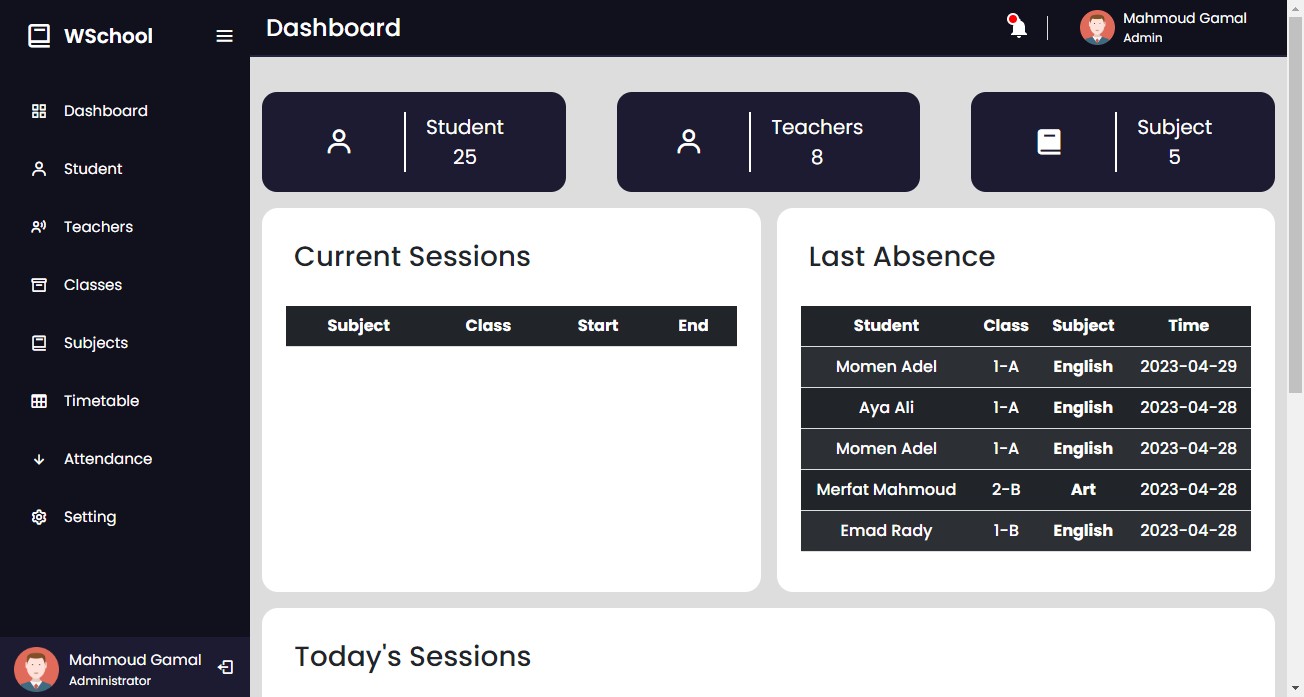 WSchool
Dashboard
Student
Teachers
Classes
Subjects
Timetable
Attendance
Setting
Mahmoud Gamal
Administrator
Dashboard
Mahmoud Gamal
Admin
Student
25
Teachers
8
Subject
5
Current Sessions
Subject Class Start End
Last Absence
Student Class Subject Time
Momen Adel 1-A English 2023-04-29
Aya Ali 1-A English 2023-04-28
Momen Adel 1-A English 2023-04-28
Merfat Mahmoud 2-B Art 2023-04-28
Emad Rady 1-B English 2023-04-28
Today's Sessions